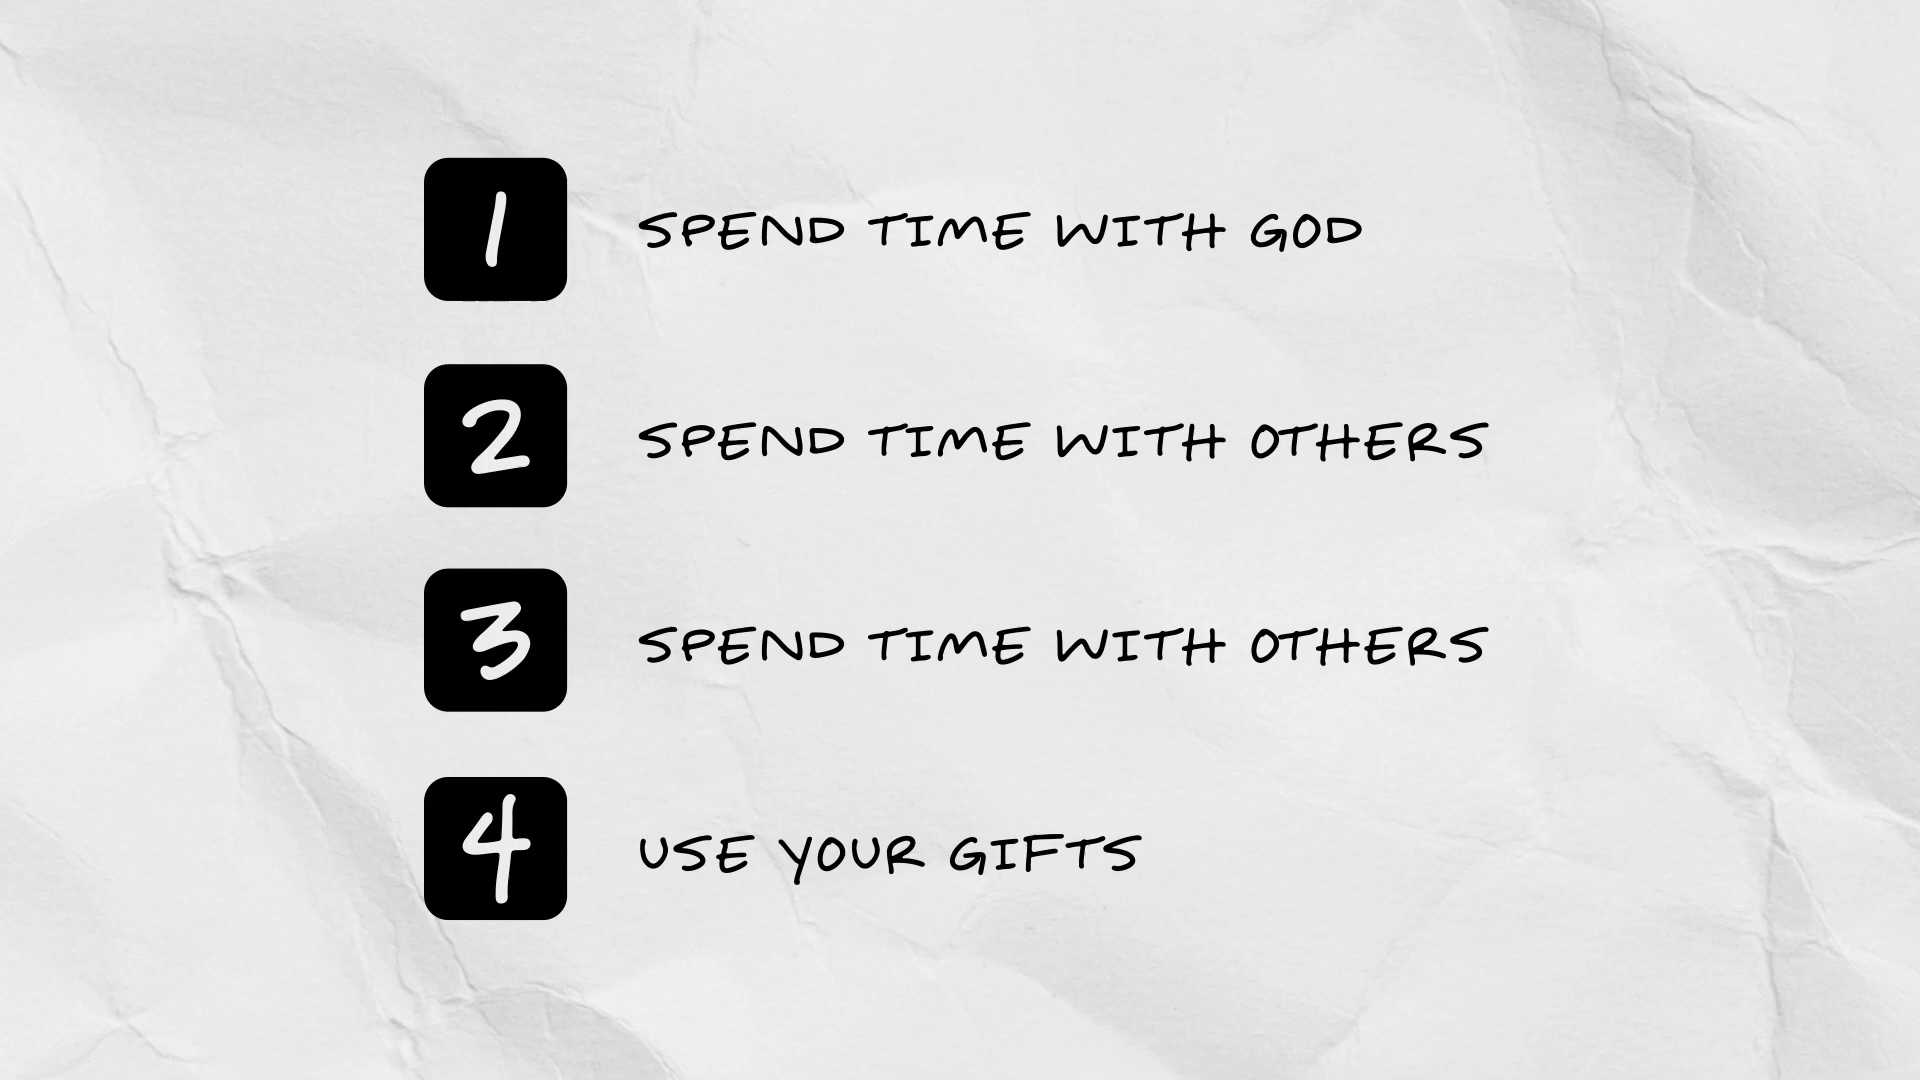 1 SPEND TIME WITH GOD
2 SPEND TIME WITH OTHERS
3 SPEND TIME WITH OTHERS
4 USE YOUR GIFTS